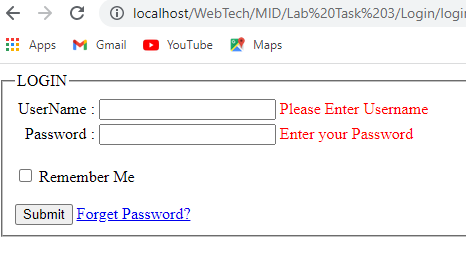 localhost/WebTech/MID/Lab%20Task%203/Login/login
Apps Gmail YouTube Maps
LOGIN
UserName : Please Enter Username
Password : Enter your Password
Remember Me
Submit Forget Password?